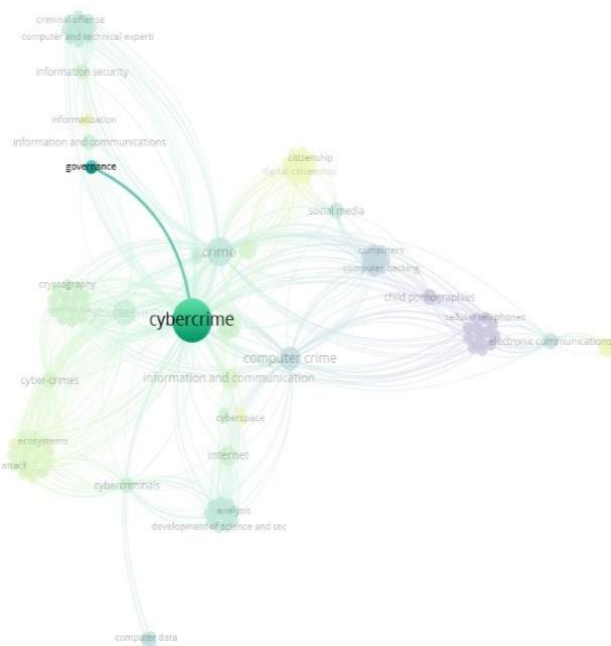 criminal offense
computer and technical experti
information security
informatization
information and communications
governance
citizenship
digital citizenship
social media
crime
computers
computer hacking
cryptography
child pornographies
cellular telephones
cybercrime
electronic communications
computer crime
cyber-crimes
information and communication
cyberspace
ecosystems
attack
internet
cybercriminals
analysis
development of science and tec
computer data